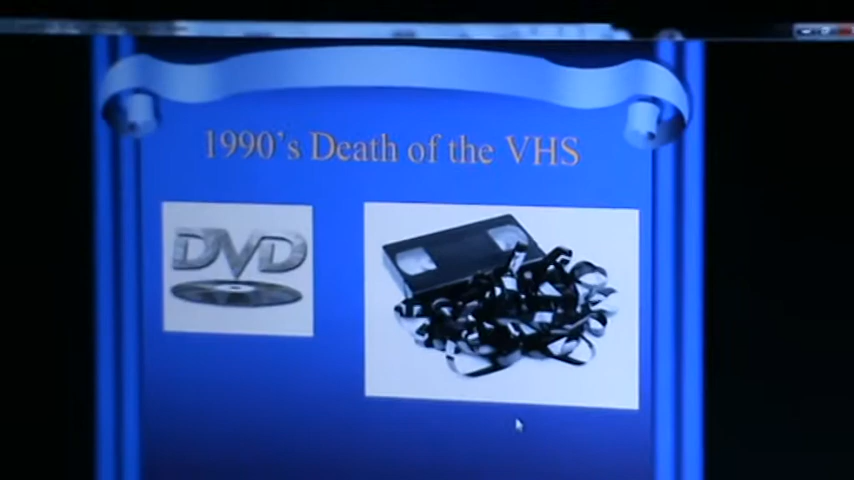 1990's Death of the VHS
DVD